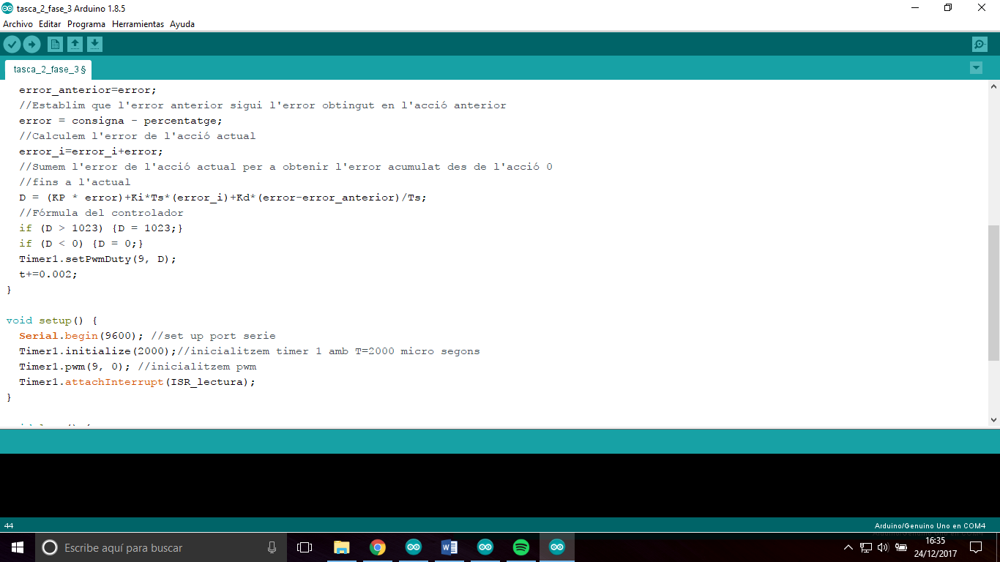 tasca_2_fase_3 Arduino 1.8.5
Archivo Editar Programa Herramientas Ayuda
tasca_2_fase_3 §
error_anterior=error;
//Establim que l'error anterior sigui l'error obtingut en l'acció anterior
error = consigna - percentatge;
//Calculem l'error de l'acció actual
error_i=error_i+error;
//Sumem l'error de l'acció actual per a obtenir l'error acumulat des de l'acció 0
//fins a l'actual
D = (KP * error)+Ki*Ts*(error_i)+Kd*(error-error_anterior)/Ts;
//Fórmula del controlador
if (D > 1023) {D = 1023;}
if (D < 0) {D = 0;}
Timer1.setPwmDuty(9, D);
t+=0.002;
}
void setup() {
Serial.begin(9600); //set up port serie
Timer1.initialize(2000);//inicialitzem timer 1 amb T=2000 micro segons
Timer1.pwm(9, 0); //inicialitzem pwm
Timer1.attachInterrupt(ISR_lectura);
}
44
Arduino/Genuino Uno en COM4
Escribe aquí para buscar
16:35
24/12/2017